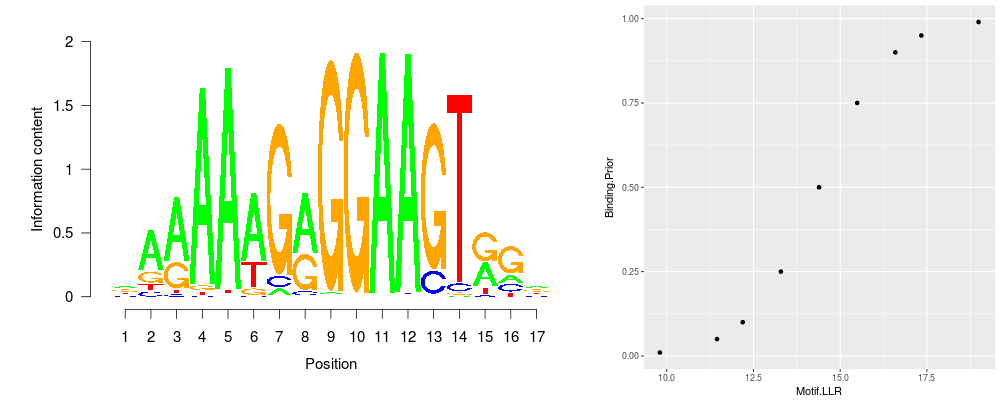 Information content
2
1.5
1
0.5
0
A A A A A A G A G G A A G T G G
G G T C G C A A
1 2 3 4 5 6 7 8 9 10 11 12 13 14 15 16 17
Position
Binding.Prior
1.00
0.75
0.50
0.25
0.00
10.0 12.5 15.0 17.5
Motif.LLR